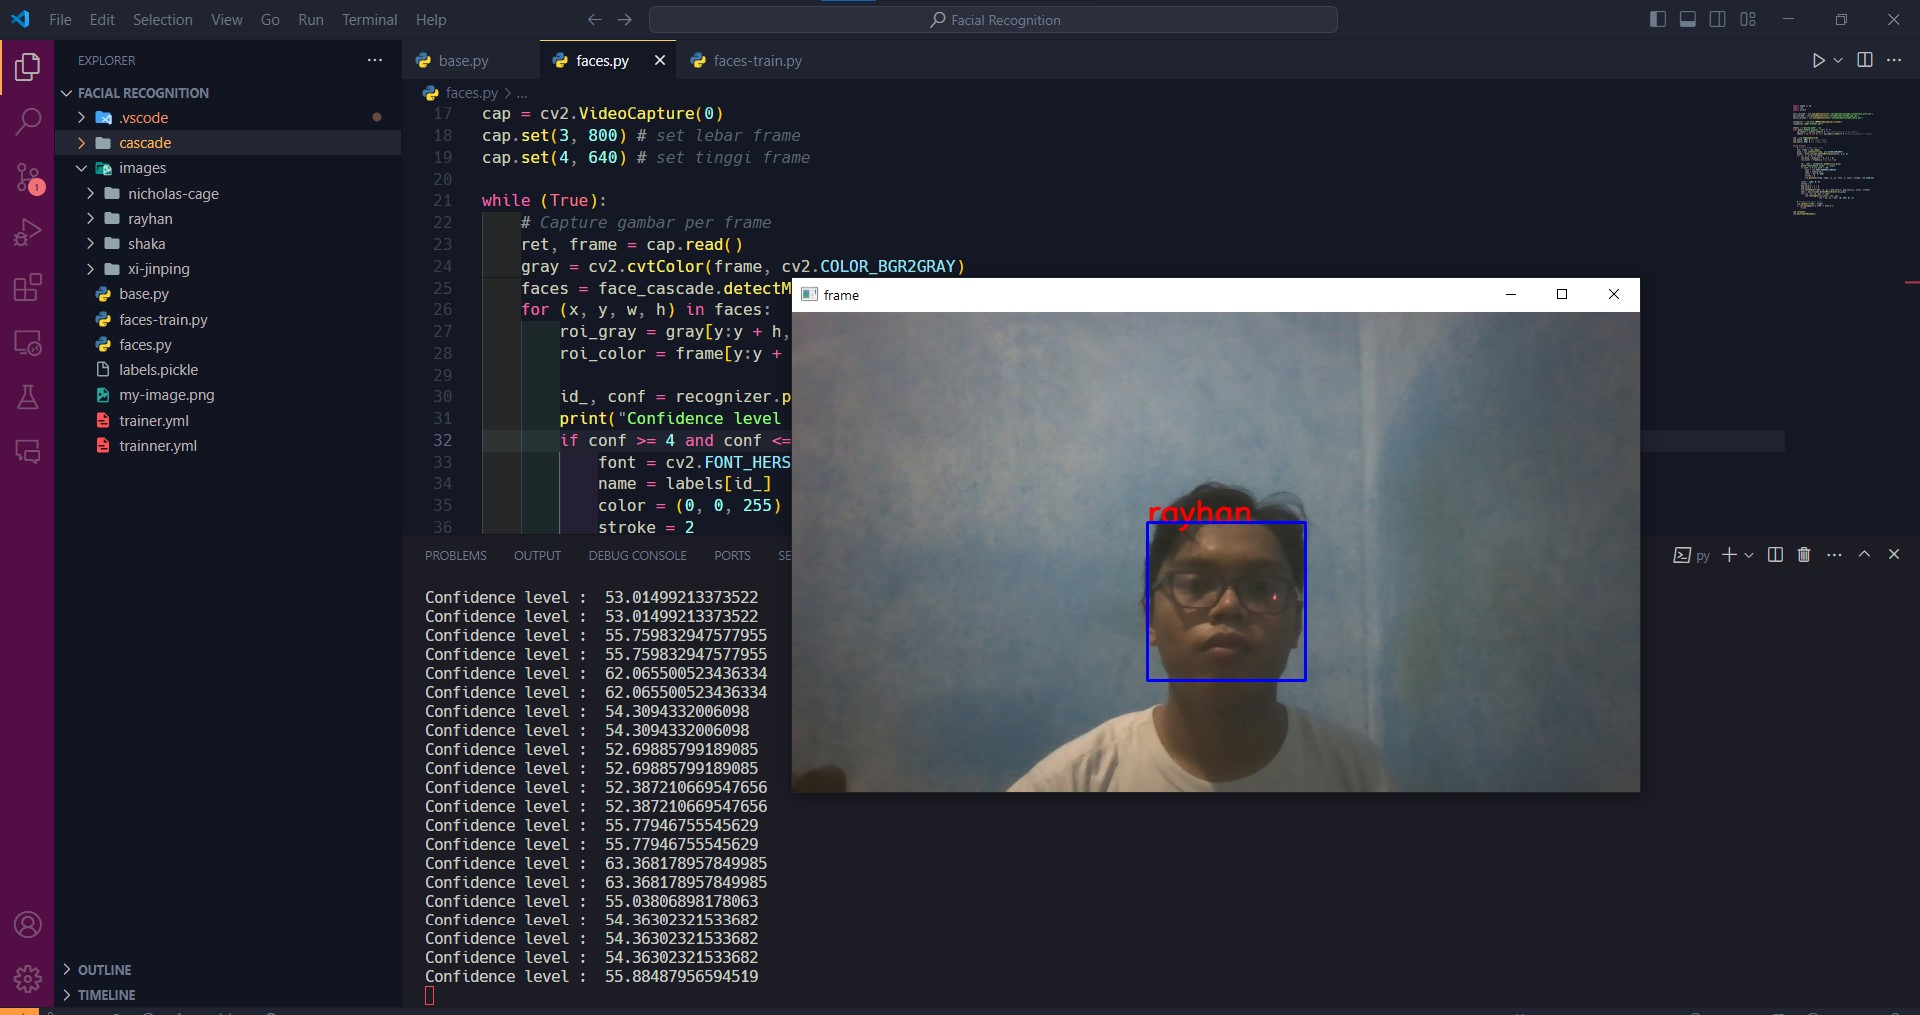 File Edit Selection View Go Run Terminal Help
Facial Recognition
EXPLORER
FACIAL RECOGNITION
.vscode
cascade
images
nicholas-cage
rayhan
shaka
xi-jinping
base.py
faces-train.py
faces.py
labels.pickle
my-image.png
trainer.yml
trainner.yml
OUTLINE
TIMELINE
1
base.py faces.py faces-train.py
faces.py > ...
17 cap = cv2.VideoCapture(0)
18 cap.set(3, 800) # set lebar frame
19 cap.set(4, 640) # set tinggi frame
20
21 while (True):
22 # Capture gambar per frame
23 ret, frame = cap.read()
24 gray = cv2.cvtColor(frame, cv2.COLOR_BGR2GRAY)
25 faces = face_cascade.detectM
26 for (x, y, w, h) in faces:
27 roi_gray = gray[y:y + h,
28 roi_color = frame[y:y +
29
30 id_, conf = recognizer.p
31 print("Confidence level
32 if conf >= 4 and conf <=
33 font = cv2.FONT_HERS
34 name = labels[id_]
35 color = (0, 0, 255)
36 stroke = 2
frame
rayhan
PROBLEMS OUTPUT DEBUG CONSOLE PORTS SE
py
Confidence level : 53.01499213373522
Confidence level : 53.01499213373522
Confidence level : 55.759832947577955
Confidence level : 55.759832947577955
Confidence level : 62.065500523436334
Confidence level : 62.065500523436334
Confidence level : 54.3094332006098
Confidence level : 54.3094332006098
Confidence level : 52.69885799189085
Confidence level : 52.69885799189085
Confidence level : 52.387210669547656
Confidence level : 52.387210669547656
Confidence level : 55.77946755545629
Confidence level : 55.77946755545629
Confidence level : 63.368178957849985
Confidence level : 63.368178957849985
Confidence level : 55.03806898178063
Confidence level : 54.36302321533682
Confidence level : 54.36302321533682
Confidence level : 54.36302321533682
Confidence level : 55.88487956594519